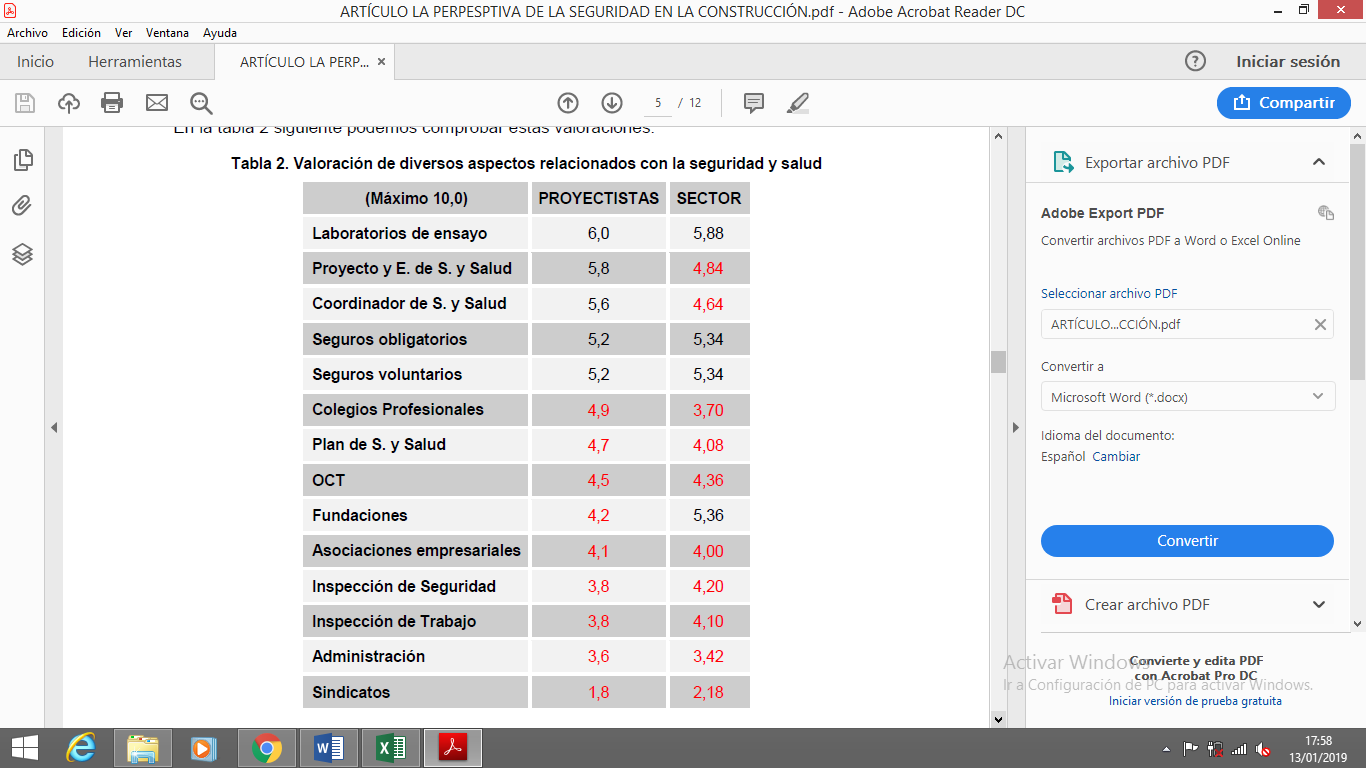 ARTÍCULO LA PERPESPTIVA DE LA SEGURIDAD EN LA CONSTRUCCIÓN.pdf - Adobe Acrobat Reader DC
Archivo Edición Ver Ventana Ayuda
Inicio Herramientas ARTÍCULO LA PERP... × Iniciar sesión
5 / 12 Compartir
En la tabla 2 siguiente podemos comprobar estas valoraciones.
Tabla 2. Valoración de diversos aspectos relacionados con la seguridad y salud
(Máximo 10,0) PROYECTISTAS SECTOR
Laboratorios de ensayo 6,0 5,88
Proyecto y E. de S. y Salud 5,8 4,84
Coordinador de S. y Salud 5,6 4,64
Seguros obligatorios 5,2 5,34
Seguros voluntarios 5,2 5,34
Colegios Profesionales 4,9 3,70
Plan de S. y Salud 4,7 4,08
OCT 4,5 4,36
Fundaciones 4,2 5,36
Asociaciones empresariales 4,1 4,00
Inspección de Seguridad 3,8 4,20
Inspección de Trabajo 3,8 4,10
Administración 3,6 3,42
Sindicatos 1,8 2,18
Exportar archivo PDF
Adobe Export PDF
Convertir archivos PDF a Word o Excel Online
Seleccionar archivo PDF
ARTÍCULO...CCIÓN.pdf
Convertir a
Microsoft Word (*.docx)
Idioma del documento:
Español Cambiar
Convertir
Crear archivo PDF
Activar Windows
Ir a Configuración de PC para activar Windows.
Convierte y edita PDF
con Acrobat Pro DC
Iniciar versión de prueba gratuita
17:58
13/01/2019